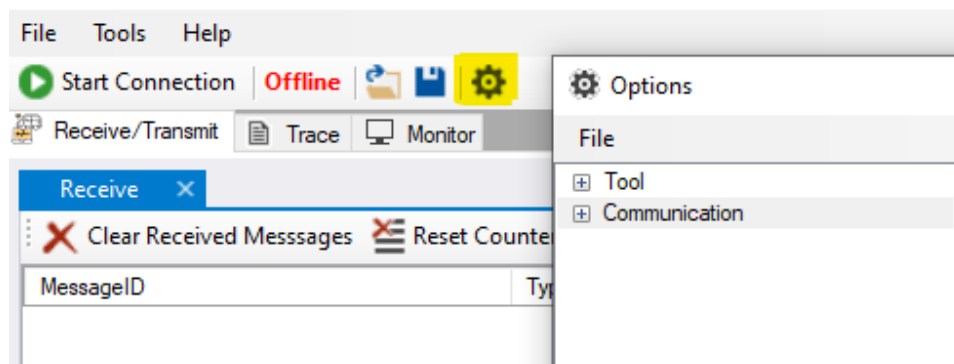 File Tools Help
Start Connection Offline
Options
Receive/Transmit Trace Monitor
File
Receive
Tool
Communication
Clear Received Messsages Reset Counter
MessageID Typ